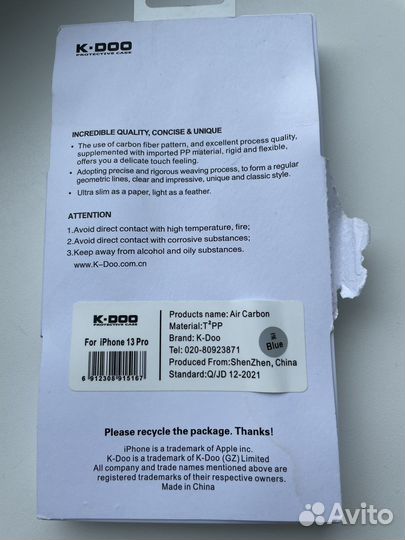 K-DOO
PROTECTIVE CASE
INCREDIBLE QUALITY, CONCISE & UNIQUE
• The use of carbon fiber pattern, and excellent process quality,
supplemented with imported PP material, rigid and flexible,
offers you a delicate touch feeling.
• Adopting precise and rigorous weaving process, to form a regular
geometric lines, clear and impressive, unique and classic style.
• Ultra slim as a paper, light as a feather.
ATTENTION
1.Avoid direct contact with high temperature, fire;
2.Avoid direct contact with corrosive substances;
3.Keep away from alcohol and oily substances.
www.K-Doo.com.cn
K-DOO
PROTECTIVE CASE
For iPhone 13 Pro
6 912308 915167
Products name: Air Carbon
Material:T³PP
Brand: K-Doo
Tel: 020-80923871
Produced From:ShenZhen, China
Standard:Q/JD 12-2021
蓝
Blue
Please recycle the package. Thanks!
iPhone is a trademark of Apple inc.
K-Doo is a trademark of K-Doo (GZ) Limited
All company and trade names mentioned above are
registered trademarks of their respective owners.
Made in China
Avito